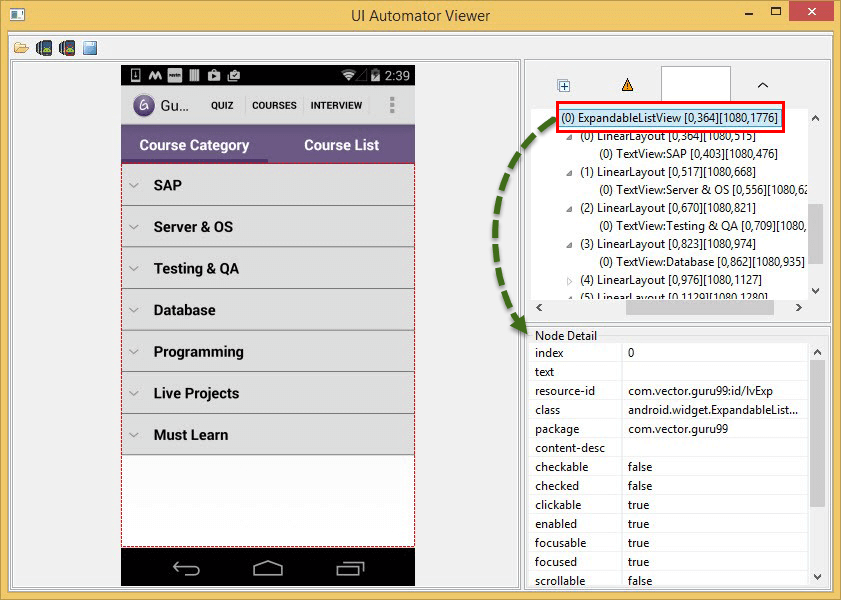 UI Automator Viewer
2:39
Gu...
QUIZ
COURSES
INTERVIEW
Course Category
Course List
SAP
Server & OS
Testing & QA
Database
Programming
Live Projects
Must Learn
(0) ExpandableListView [0,364][1080,1776]
(0) LinearLayout [0,364][1080,515]
(0) TextView:SAP [0,403][1080,476]
(1) LinearLayout [0,517][1080,668]
(0) TextView:Server & OS [0,556][1080,62
(2) LinearLayout [0,670][1080,821]
(0) TextView:Testing & QA [0,709][1080,
(3) LinearLayout [0,823][1080,974]
(0) TextView:Database [0,862][1080,935]
(4) LinearLayout [0,976][1080,1127]
(5) LinearLayout [0,1129][1080,1280]
Node Detail
index 0
text
resource-id com.vector.guru99:id/lvExp
class android.widget.ExpandableList...
package com.vector.guru99
content-desc
checkable false
checked false
clickable true
enabled true
focusable true
focused true
scrollable false